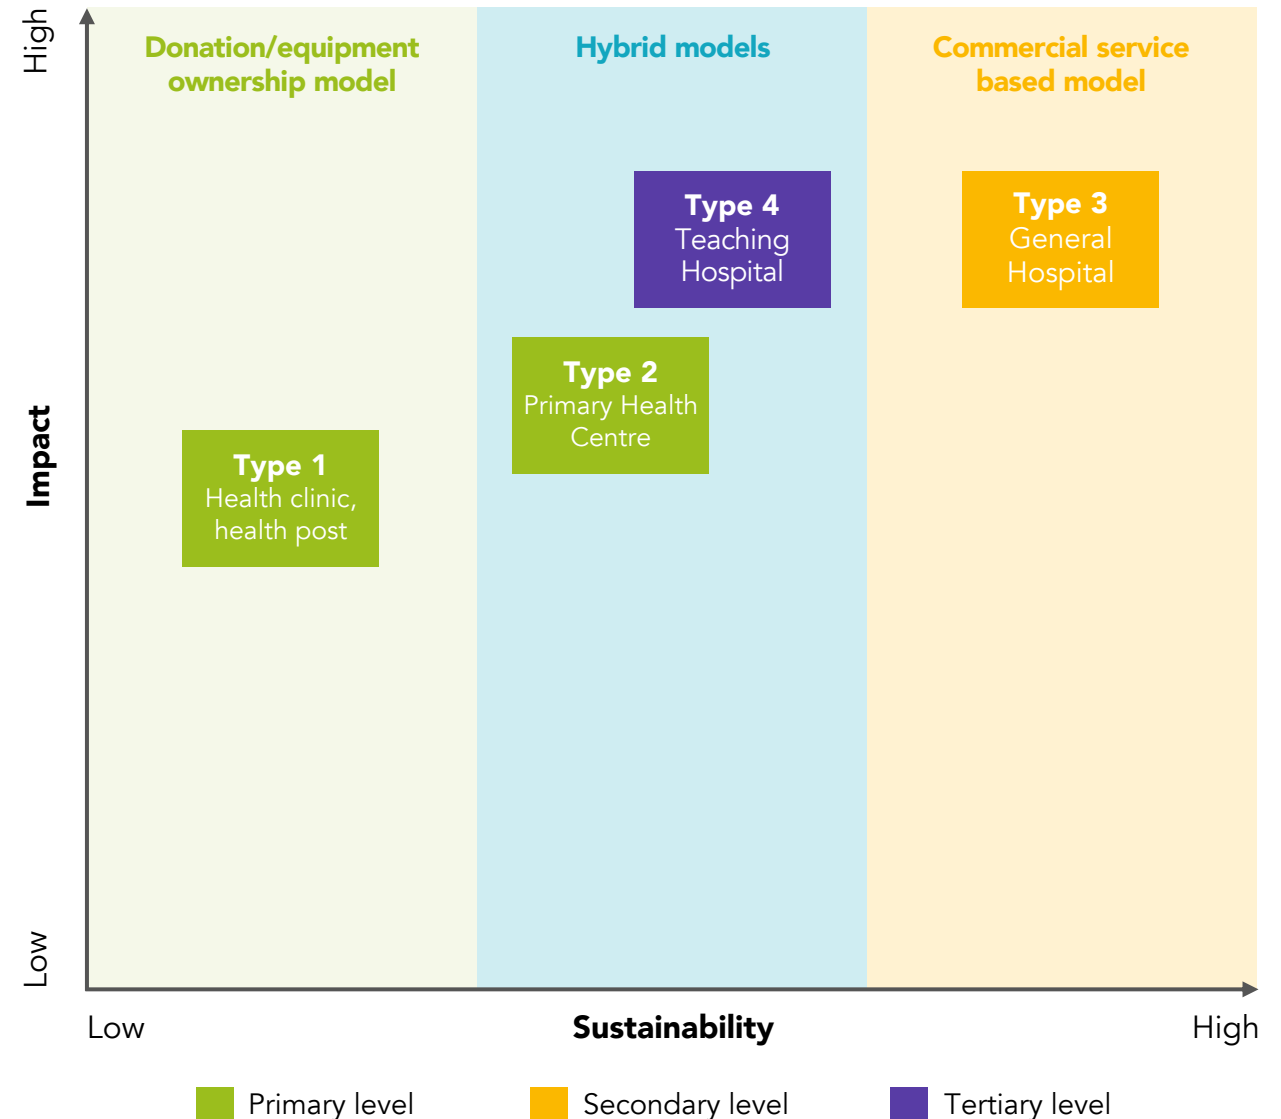 High
Donation/equipment
ownership model
Hybrid models
Commercial service
based model
Type 4
Teaching
Hospital
Type 3
General
Hospital
Type 2
Primary Health
Centre
Type 1
Health clinic,
health post
Impact
Low
Low
Sustainability
High
Primary level
Secondary level
Tertiary level